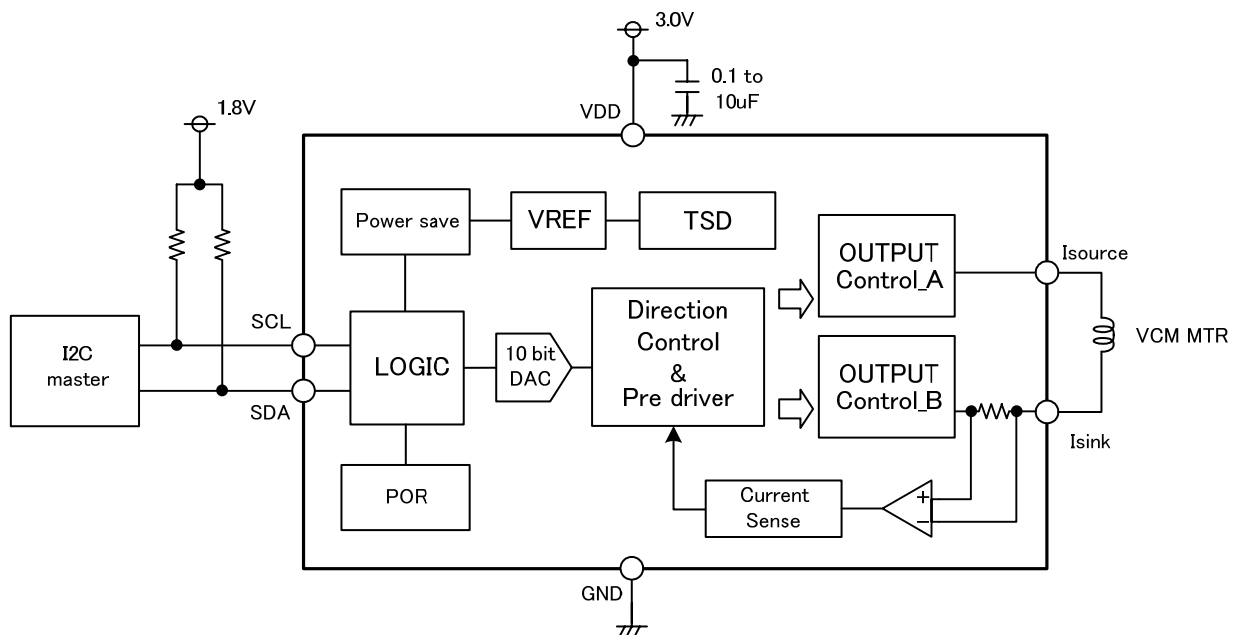 3.0V
0.1 to
10uF
VDD
1.8V
Power save
VREF
TSD
OUTPUT
Control_A
Isource
I2C
master
SCL
SDA
LOGIC
10 bit
DAC
Direction
Control
&
Pre driver
OUTPUT
Control_B
VCM MTR
Isink
POR
Current
Sense
+
−
GND